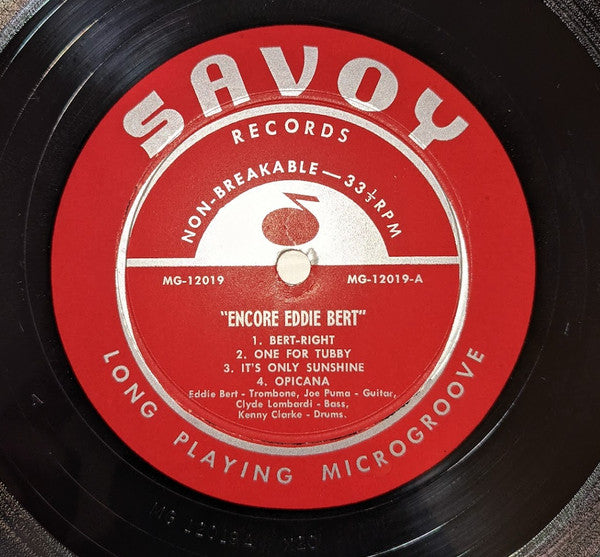 SAVOY
RECORDS
NON-BREAKABLE—33⅓RPM
MG-12019 MG-12019-A
"ENCORE EDDIE BERT"
1. BERT-RIGHT
2. ONE FOR TUBBY
3. IT'S ONLY SUNSHINE
4. OPICANA
Eddie Bert - Trombone, Joe Puma - Guitar,
Clyde Lombardi - Bass,
Kenny Clarke - Drums.
LONG PLAYING MICROGROOVE